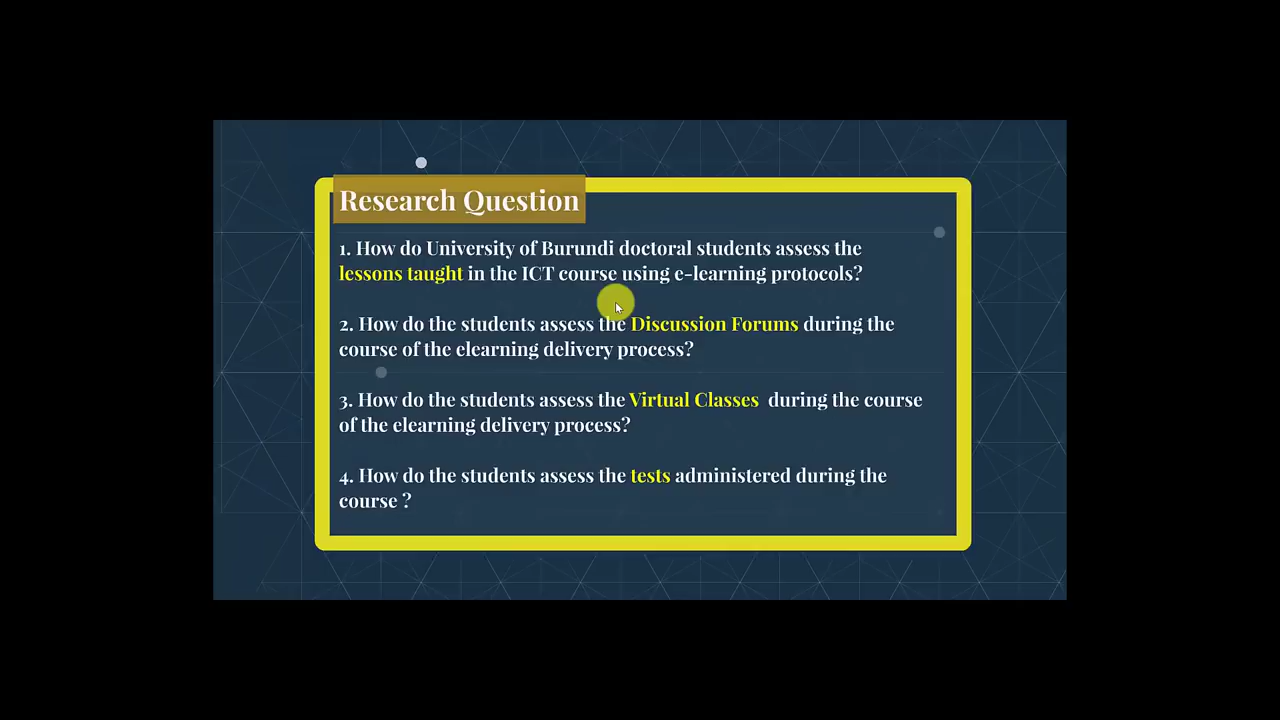 Research Question
1. How do University of Burundi doctoral students assess the
lessons taught in the ICT course using e-learning protocols?
2. How do the students assess the Discussion Forums during the
course of the elearning delivery process?
3. How do the students assess the Virtual Classes during the course
of the elearning delivery process?
4. How do the students assess the tests administered during the
course ?